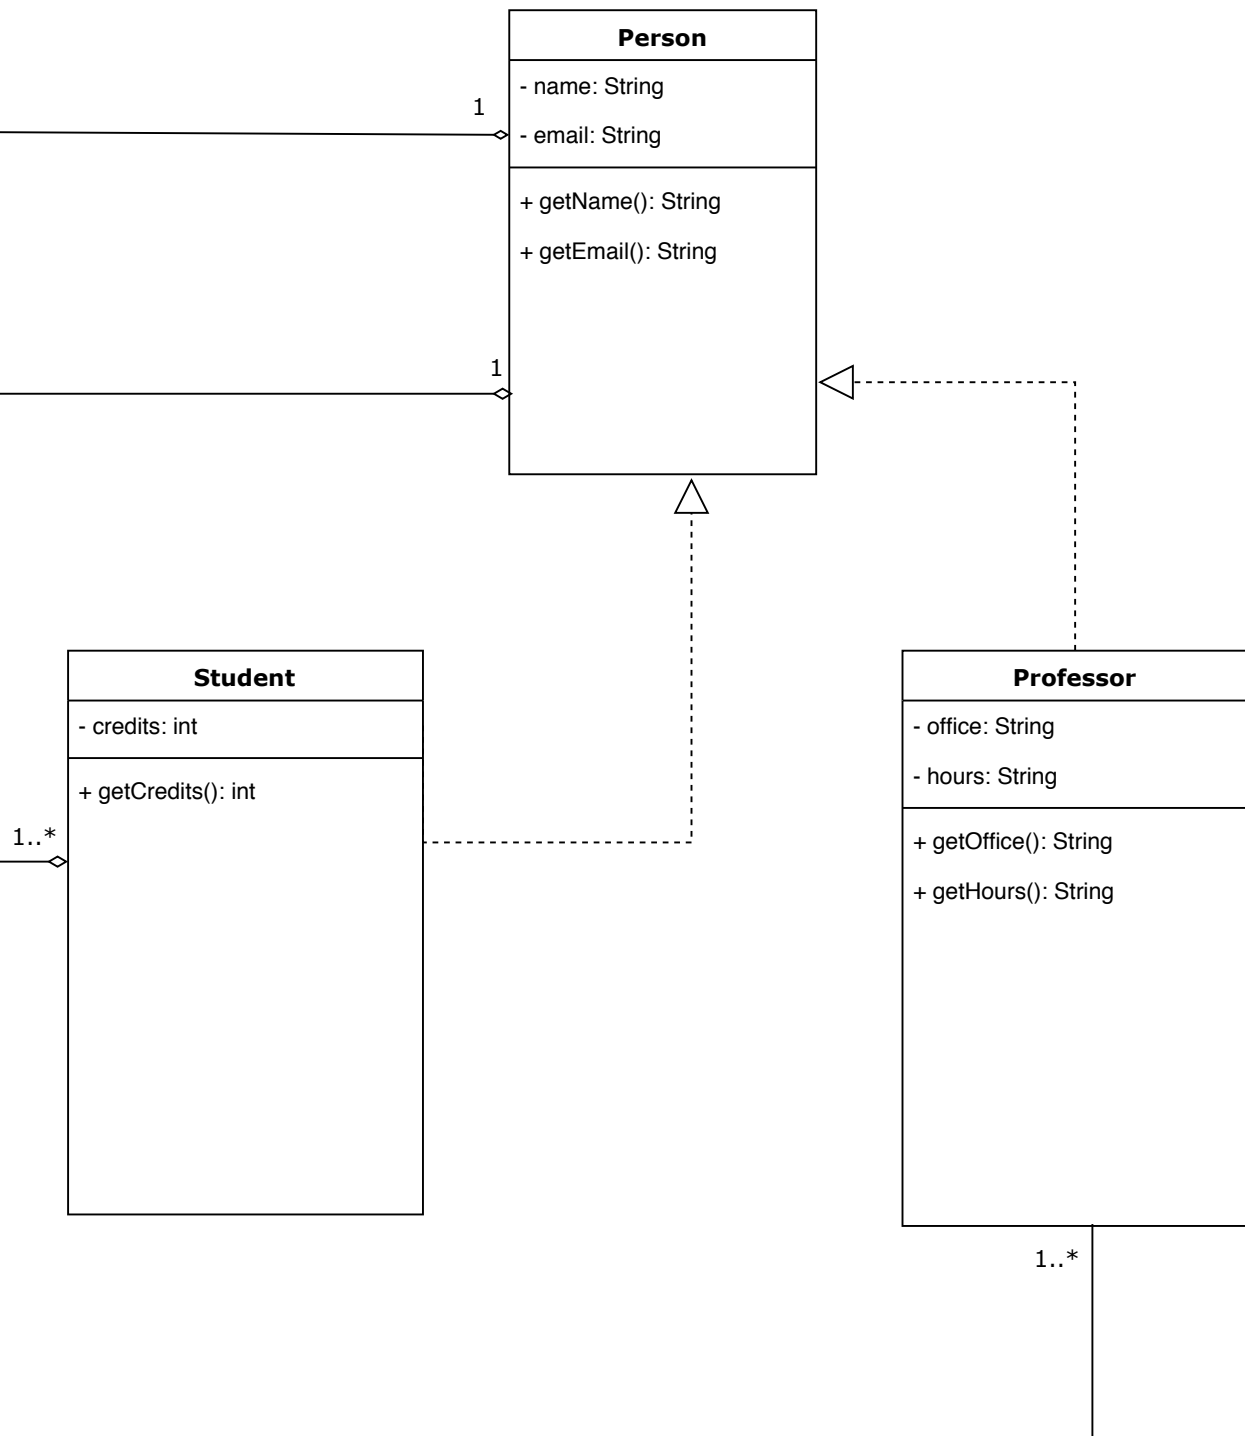 Person
- name: String
1
- email: String
+ getName(): String
+ getEmail(): String
1
Student
- credits: int
+ getCredits(): int
1..*
Professor
- office: String
- hours: String
+ getOffice(): String
+ getHours(): String
1..*